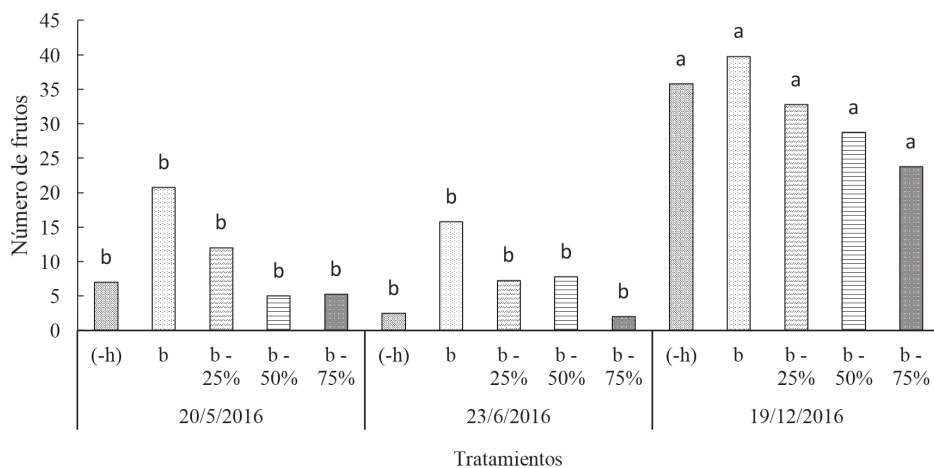 45
40
35
30
25
20
15
10
5
0
Número de frutos
b
b
b
b
b
b
b
b
b
b
a
a
a
a
a
(-h)
b
b -
25%
b -
50%
b -
75%
(-h)
b
b -
25%
b -
50%
b -
75%
(-h)
b
b -
25%
b -
50%
b -
75%
20/5/2016
23/6/2016
19/12/2016
Tratamientos